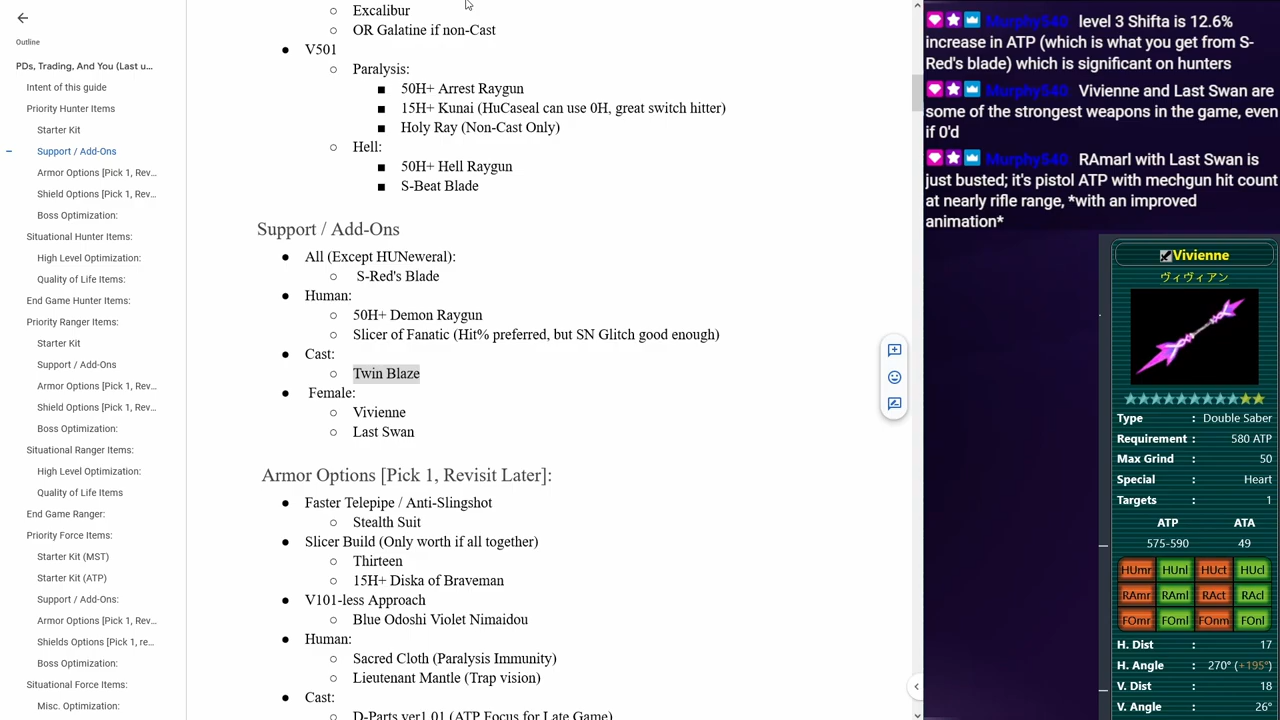 Outline
PDs, Trading, And You (Last u...
Intent of this guide
Priority Hunter Items
Starter Kit
Support / Add-Ons
Armor Options [Pick 1, Rev...
Shield Options [Pick 1, Rev...
Boss Optimization:
Situational Hunter Items:
High Level Optimization:
Quality of Life Items:
End Game Hunter Items:
Priority Ranger Items:
Starter Kit
Support / Add-Ons
Armor Options [Pick 1, Rev...
Shield Options [Pick 1, Rev...
Boss Optimization:
Situational Ranger Items:
High Level Optimization:
Quality of Life Items
End Game Ranger:
Priority Force Items:
Starter Kit (MST)
Starter Kit (ATP)
Support / Add-Ons:
Armor Options [Pick 1, Rev...
Shields Options [Pick 1, re...
Boss Optimization:
Situational Force Items:
Misc. Optimization:
Excalibur
OR Galatine if non-Cast
V501
Paralysis:
50H+ Arrest Raygun
15H+ Kunai (HuCaseal can use 0H, great switch hitter)
Holy Ray (Non-Cast Only)
Hell:
50H+ Hell Raygun
S-Beat Blade
Support / Add-Ons
All (Except HUNeweral):
S-Red's Blade
Human:
50H+ Demon Raygun
Slicer of Fanatic (Hit% preferred, but SN Glitch good enough)
Cast:
Twin Blaze
Female:
Vivienne
Last Swan
Armor Options [Pick 1, Revisit Later]:
Faster Telepipe / Anti-Slingshot
Stealth Suit
Slicer Build (Only worth if all together)
Thirteen
15H+ Diska of Braveman
V101-less Approach
Blue Odoshi Violet Nimaidou
Human:
Sacred Cloth (Paralysis Immunity)
Lieutenant Mantle (Trap vision)
Cast:
D-Parts ver1.01 (ATP Focus for Late Game)
Murphy540 level 3 Shifta is 12.6%
increase in ATP (which is what you get from S-
Red's blade) which is significant on hunters
Murphy540 Vivienne and Last Swan are
some of the strongest weapons in the game, even
if 0'd
Murphy540 RAmarl with Last Swan is
just busted; it's pistol ATP with mechgun hit count
at nearly rifle range, *with an improved
animation*
Vivienne
ヴィヴィアン
Type : Double Saber
Requirement : 580 ATP
Max Grind : 50
Special : Heart
Targets : 1
ATP ATA
575-590 49
HUmr HUnl HUct HUcl
RAmr RAml RAct RAcl
FOmr FOml FOnm FOnl
H. Dist : 17
H. Angle : 270° (+195°)
V. Dist : 18
V. Angle : 26°